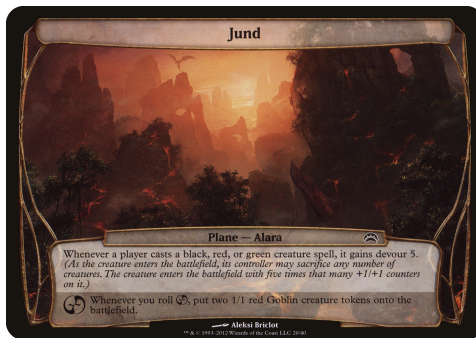 Jund
Plane — Alara
Whenever a player casts a black, red, or green creature spell, it gains devour 5.
(As the creature enters the battlefield, its controller may sacrifice any number of
creatures. The creature enters the battlefield with five times that many +1/+1 counters
on it.)
Whenever you roll , put two 1/1 red Goblin creature tokens onto the
battlefield.
Aleksi Briclot
™ & © 1993–2012 Wizards of the Coast LLC 20/40